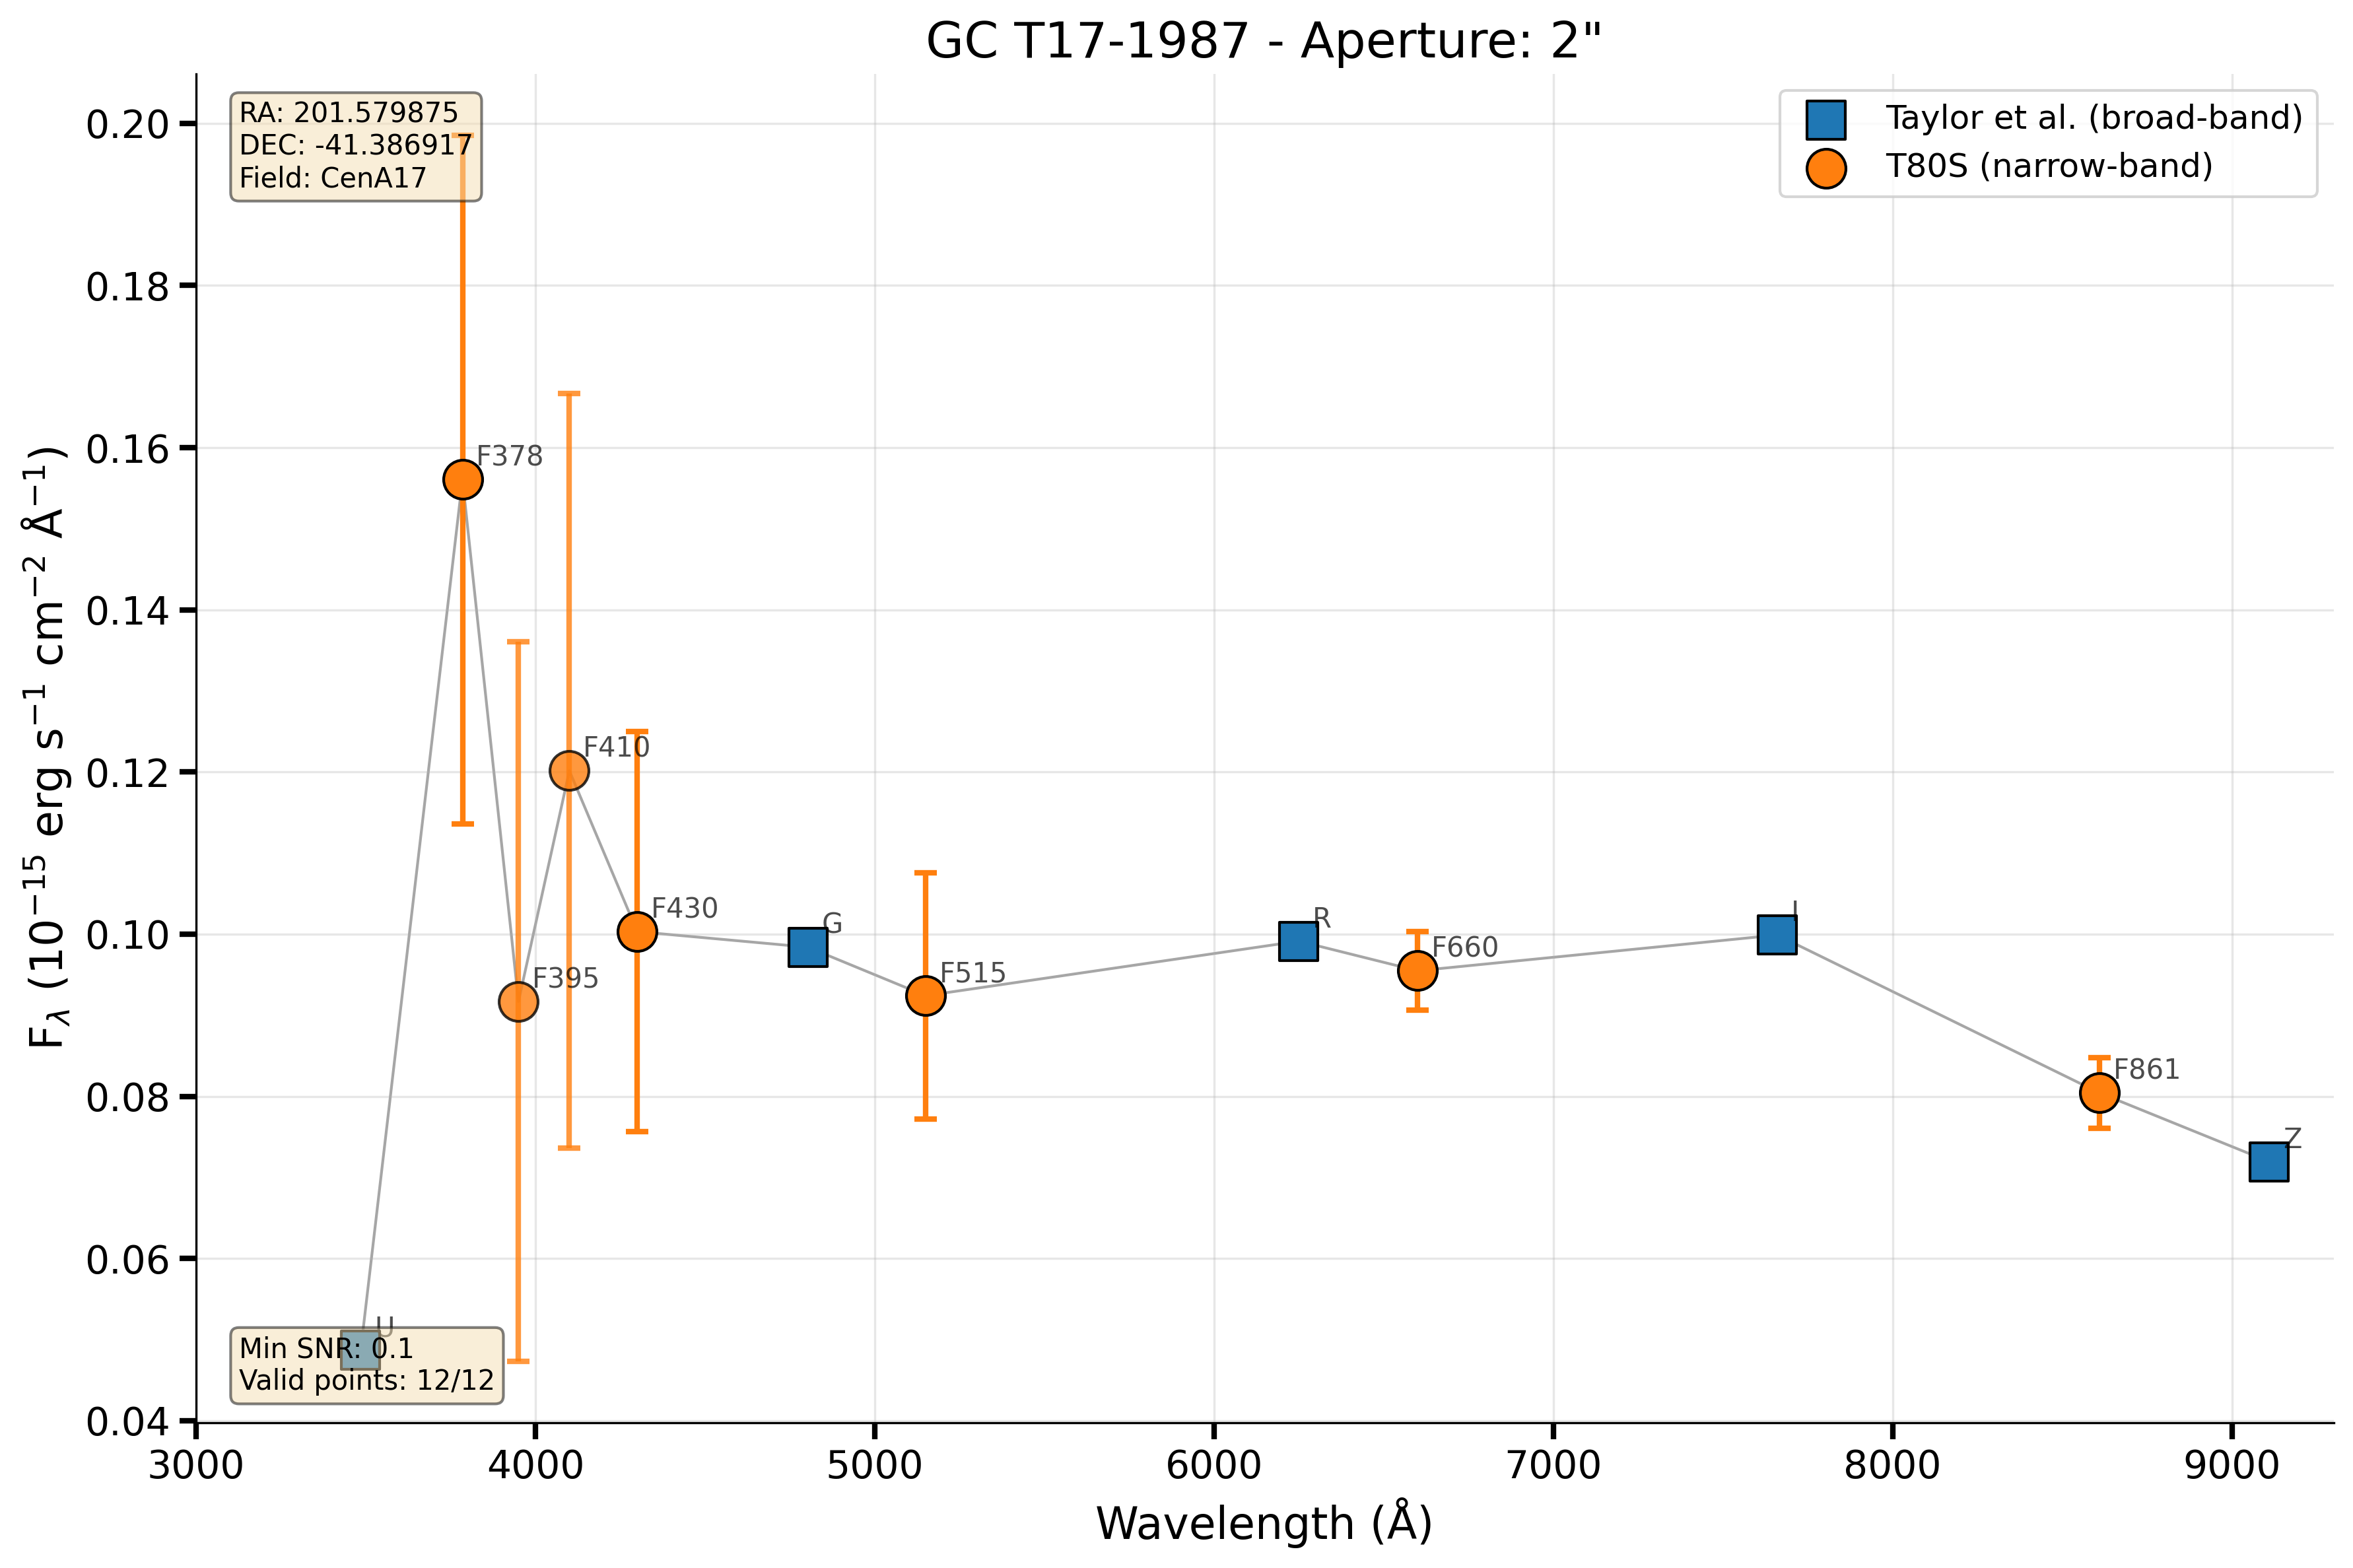 GC T17-1987 - Aperture: 2"
RA: 201.579875
DEC: -41.386917
Field: CenA17
Taylor et al. (broad-band)
T80S (narrow-band)
0.20
0.18
0.16
0.14
0.12
0.10
0.08
0.06
0.04
F_λ (10⁻¹⁵ erg s⁻¹ cm⁻² Å⁻¹)
F378
F410
F395
F430
G
F515
R
F660
I
F861
Z
U
Min SNR: 0.1
Valid points: 12/12
3000 4000 5000 6000 7000 8000 9000
Wavelength (Å)